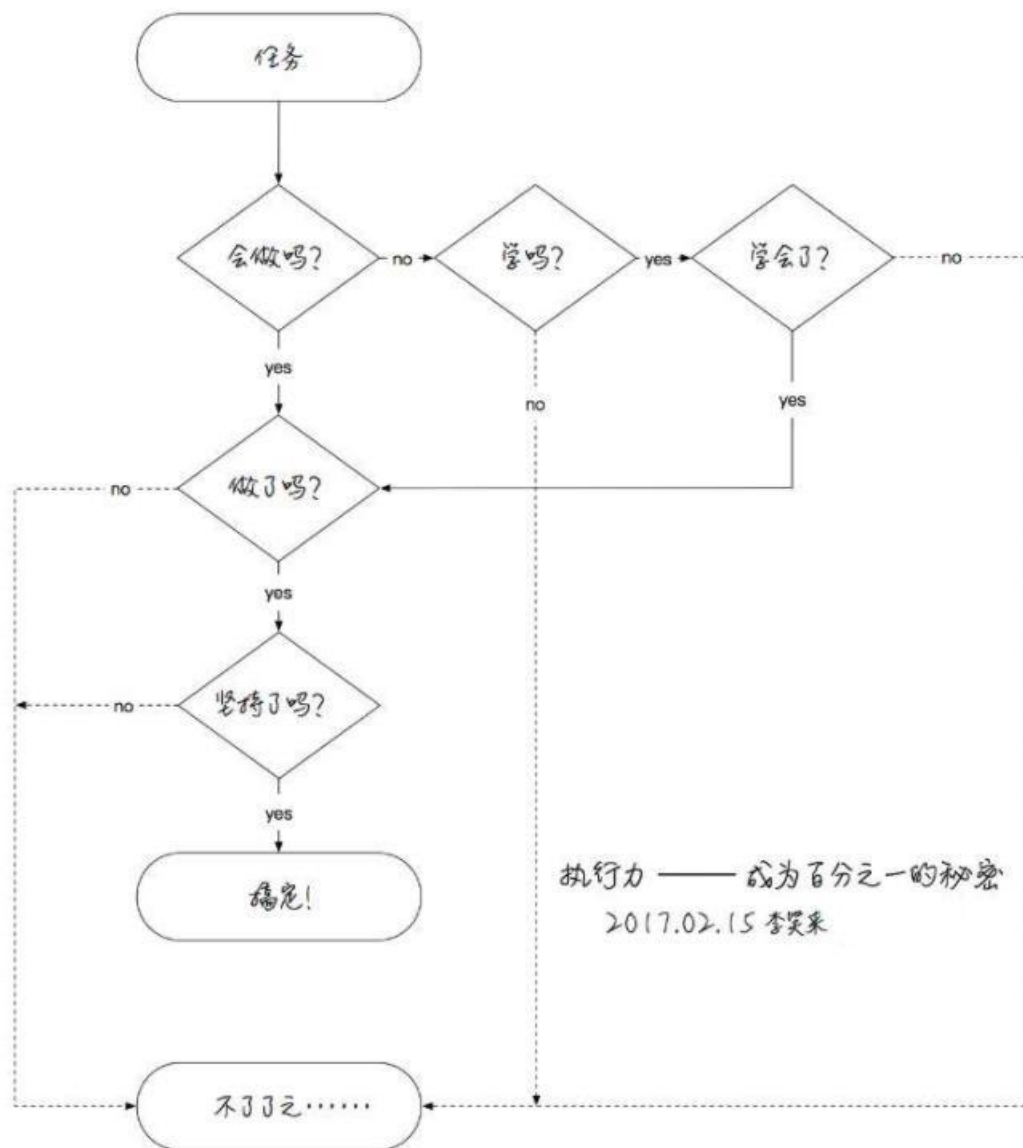 任务
会做吗?
no
学吗?
yes
学会了?
no
yes
no
yes
做了吗?
no
yes
坚持了吗?
no
yes
搞定!
执行力 —— 成为百分之一的秘密
2017.02.15 李笑来
不了了之……